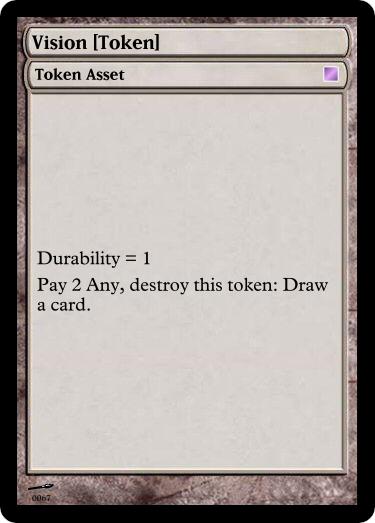 Vision [Token]
Token Asset
Durability = 1
Pay 2 Any, destroy this token: Draw
a card.
0067